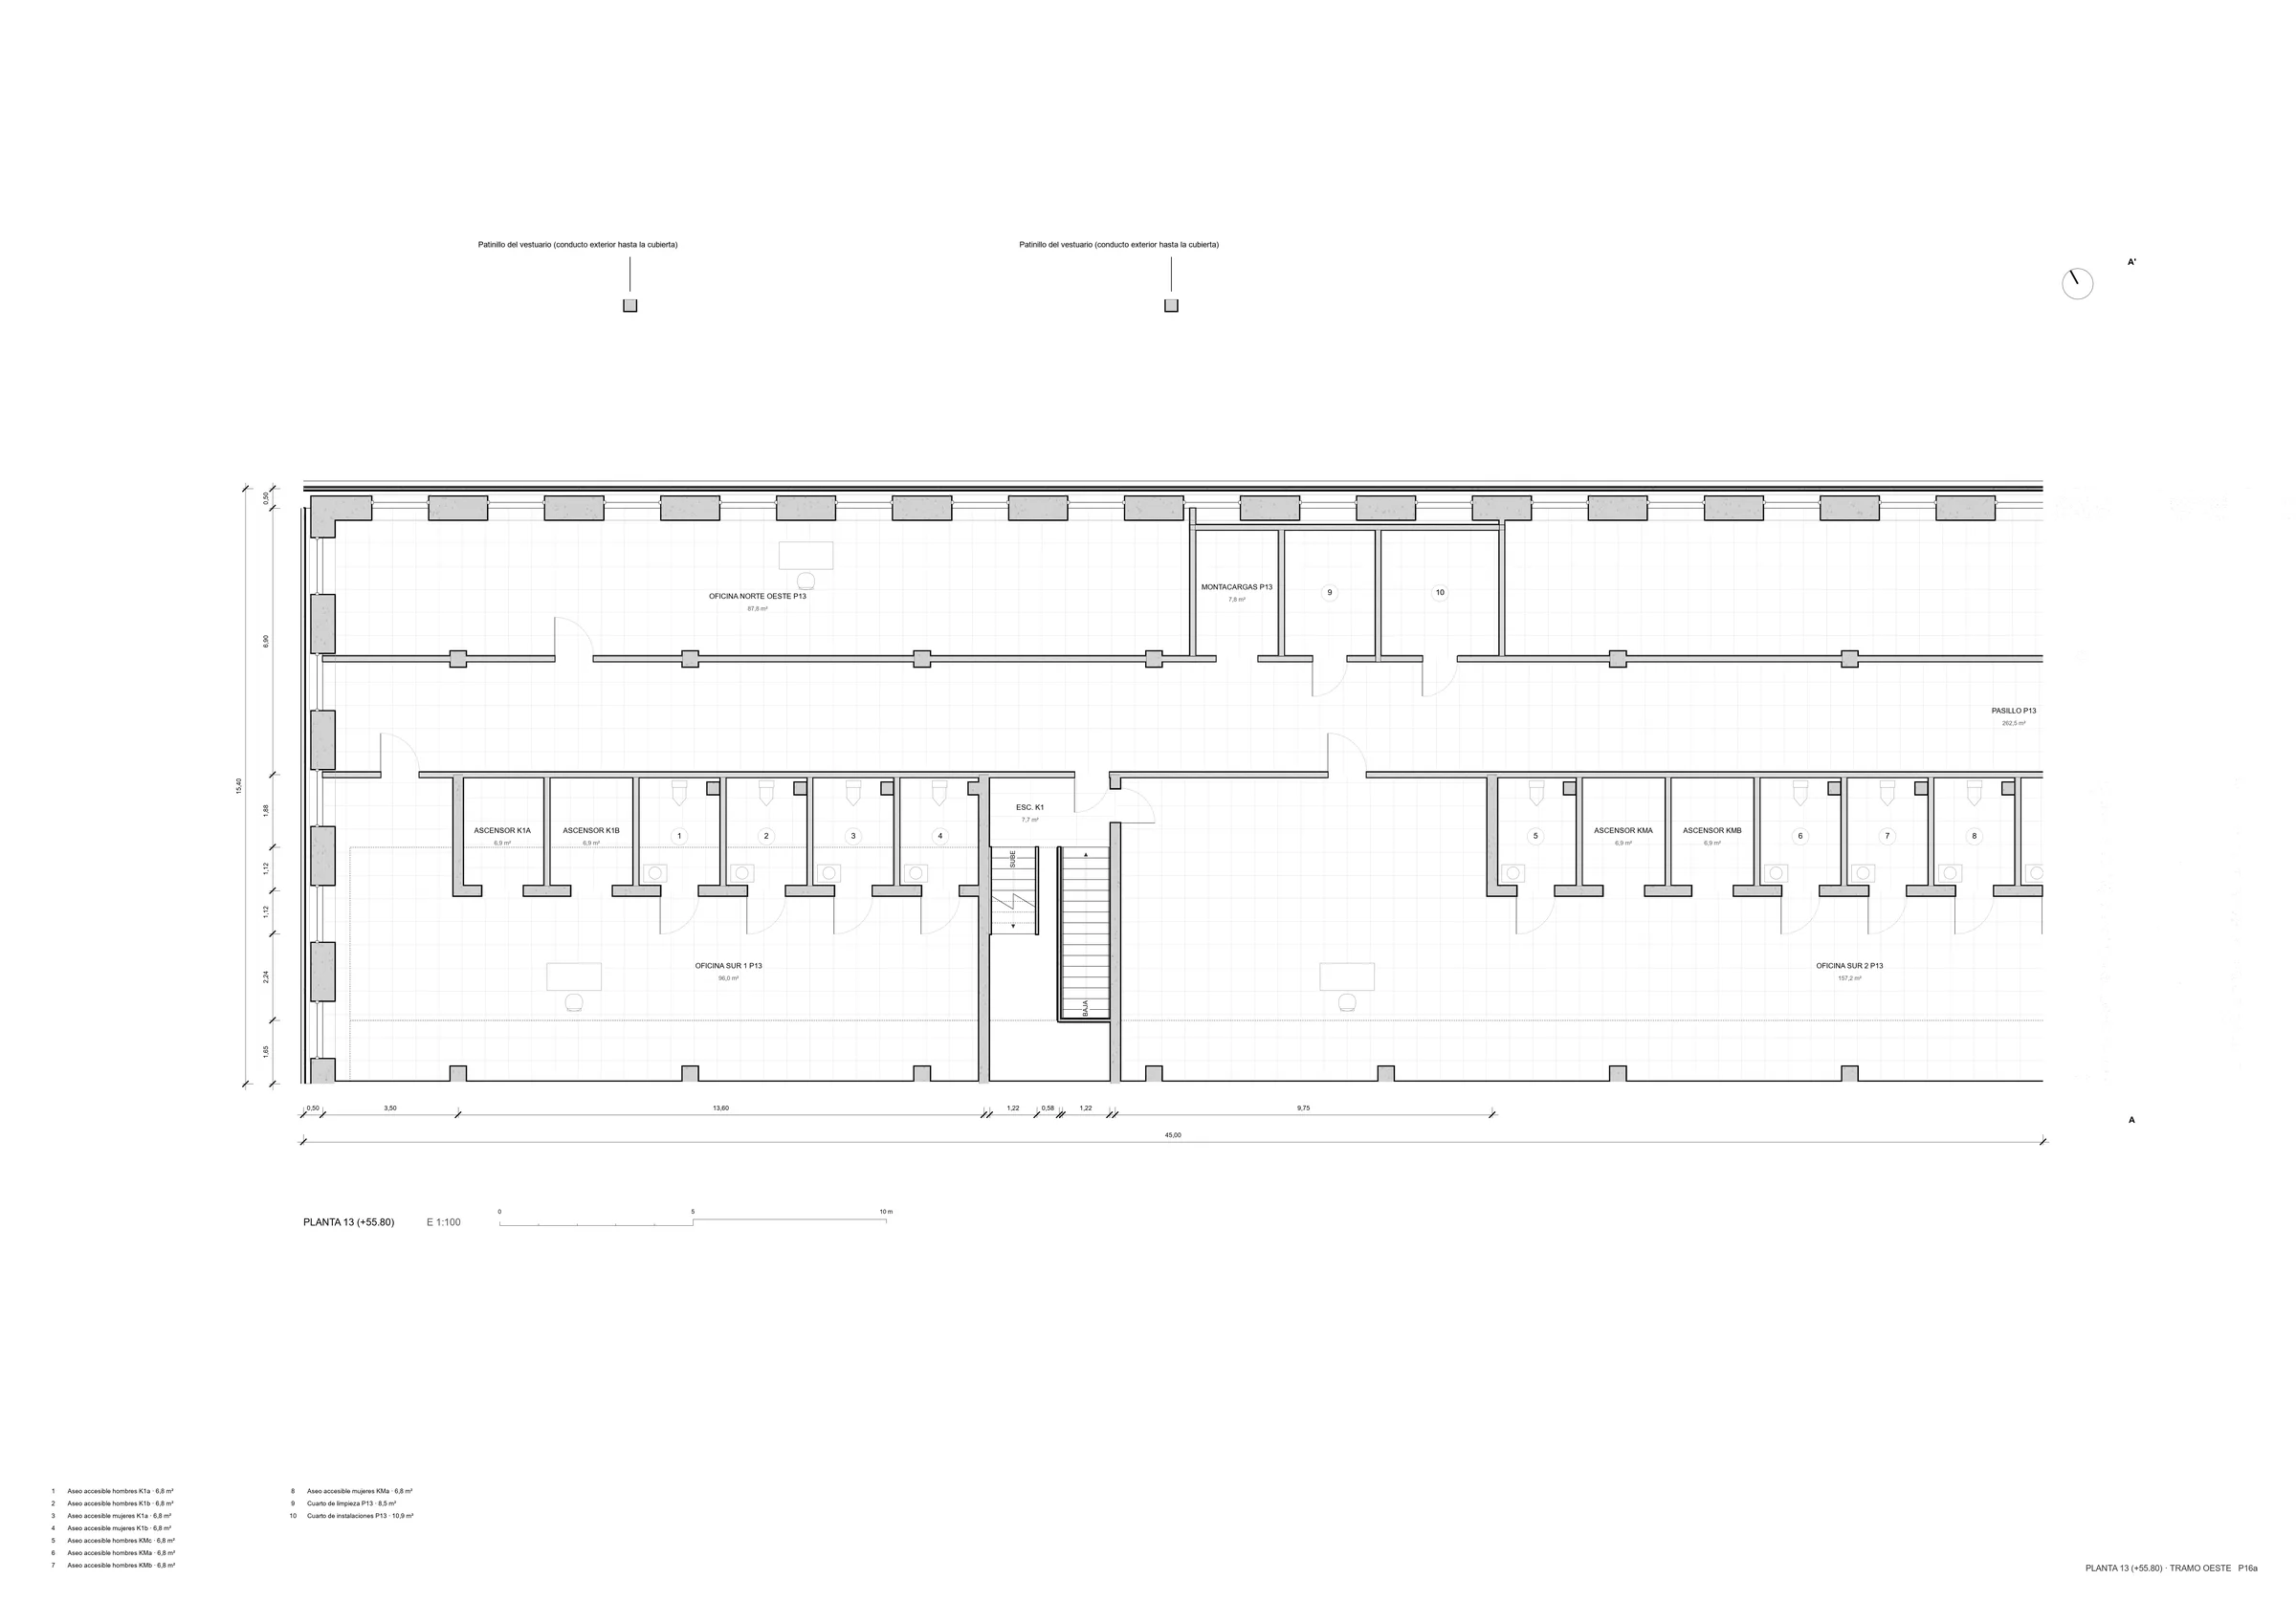 Patinillo del vestuario (conducto exterior hasta la cubierta)
Patinillo del vestuario (conducto exterior hasta la cubierta)
A'
0,50
6,90
15,40
1,88
1,12
1,12
2,24
1,65
OFICINA NORTE OESTE P13
87,8 m²
MONTACARGAS P13
7,8 m²
9
10
PASILLO P13
262,5 m²
ASCENSOR K1A
6,9 m²
ASCENSOR K1B
6,9 m²
1
2
3
4
ESC. K1
7,7 m²
SUBE
BAJA
5
ASCENSOR KMA
6,9 m²
ASCENSOR KMB
6,9 m²
6
7
8
OFICINA SUR 1 P13
96,0 m²
OFICINA SUR 2 P13
157,2 m²
0,50
3,50
13,60
1,22
0,58
1,22
9,75
45,00
A
PLANTA 13 (+55.80)
E 1:100
0
5
10 m
1 Aseo accesible hombres K1a · 6,8 m²
2 Aseo accesible hombres K1b · 6,8 m²
3 Aseo accesible mujeres K1a · 6,8 m²
4 Aseo accesible mujeres K1b · 6,8 m²
5 Aseo accesible hombres KMc · 6,8 m²
6 Aseo accesible hombres KMa · 6,8 m²
7 Aseo accesible hombres KMb · 6,8 m²
8 Aseo accesible mujeres KMa · 6,8 m²
9 Cuarto de limpieza P13 · 8,5 m²
10 Cuarto de instalaciones P13 · 10,9 m²
PLANTA 13 (+55.80) · TRAMO OESTE P16a